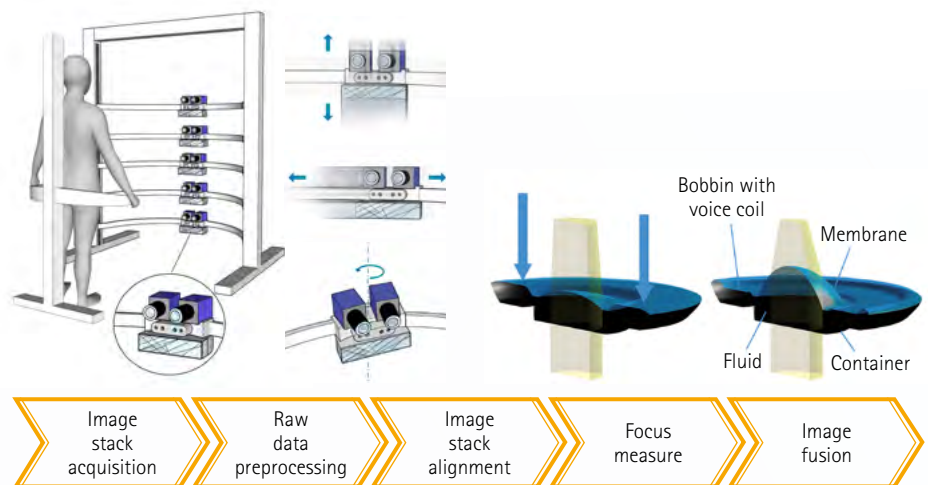 Bobbin with
voice coil
Membrane
Fluid
Container
Image
stack
acquisition
Raw
data
preprocessing
Image
stack
alignment
Focus
measure
Image
fusion